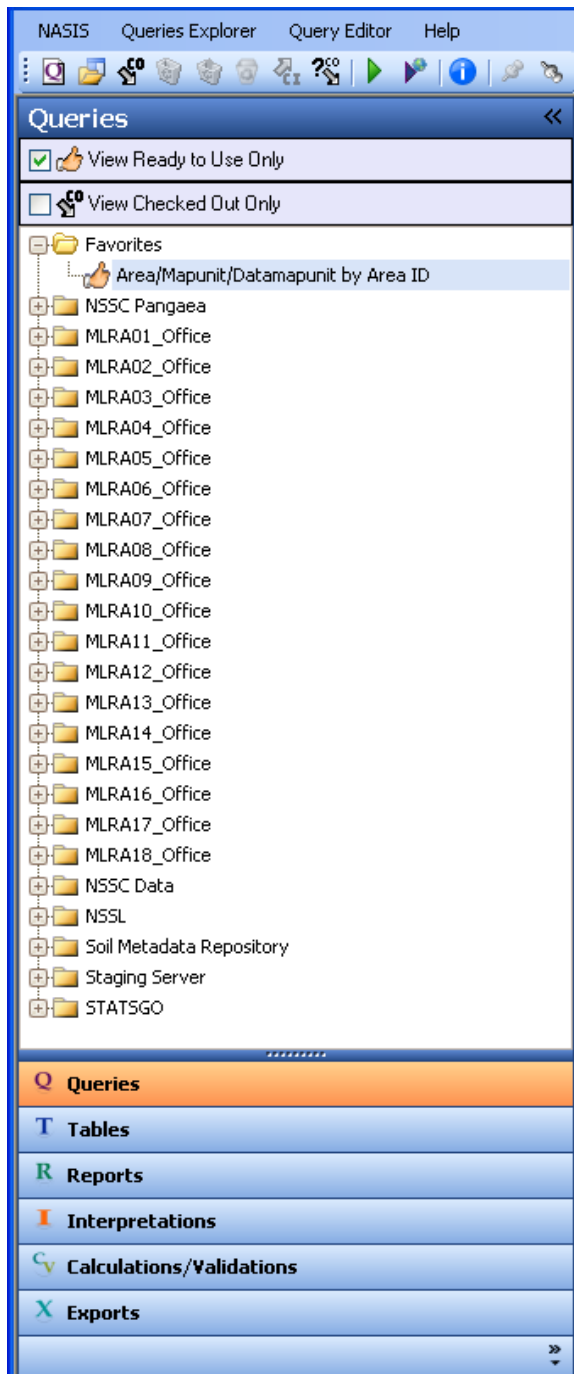 NASIS Queries Explorer Query Editor Help
Queries
View Ready to Use Only
View Checked Out Only
Favorites
Area/Mapunit/Datamapunit by Area ID
NSSC Pangaea
MLRA01_Office
MLRA02_Office
MLRA03_Office
MLRA04_Office
MLRA05_Office
MLRA06_Office
MLRA07_Office
MLRA08_Office
MLRA09_Office
MLRA10_Office
MLRA11_Office
MLRA12_Office
MLRA13_Office
MLRA14_Office
MLRA15_Office
MLRA16_Office
MLRA17_Office
MLRA18_Office
NSSC Data
NSSL
Soil Metadata Repository
Staging Server
STATSGO
Q Queries
T Tables
R Reports
I Interpretations
CV Calculations/Validations
X Exports